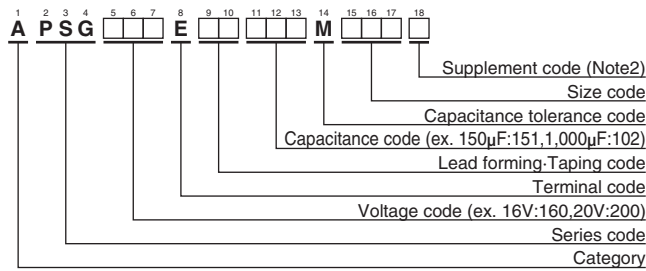 1 2 3 4 5 6 7 8 9 10 11 12 13 14 15 16 17 18
A PSG E M
Supplement code (Note2)
Size code
Capacitance tolerance code
Capacitance code (ex. 150μF:151,1,000μF:102)
Lead forming·Taping code
Terminal code
Voltage code (ex. 16V:160,20V:200)
Series code
Category